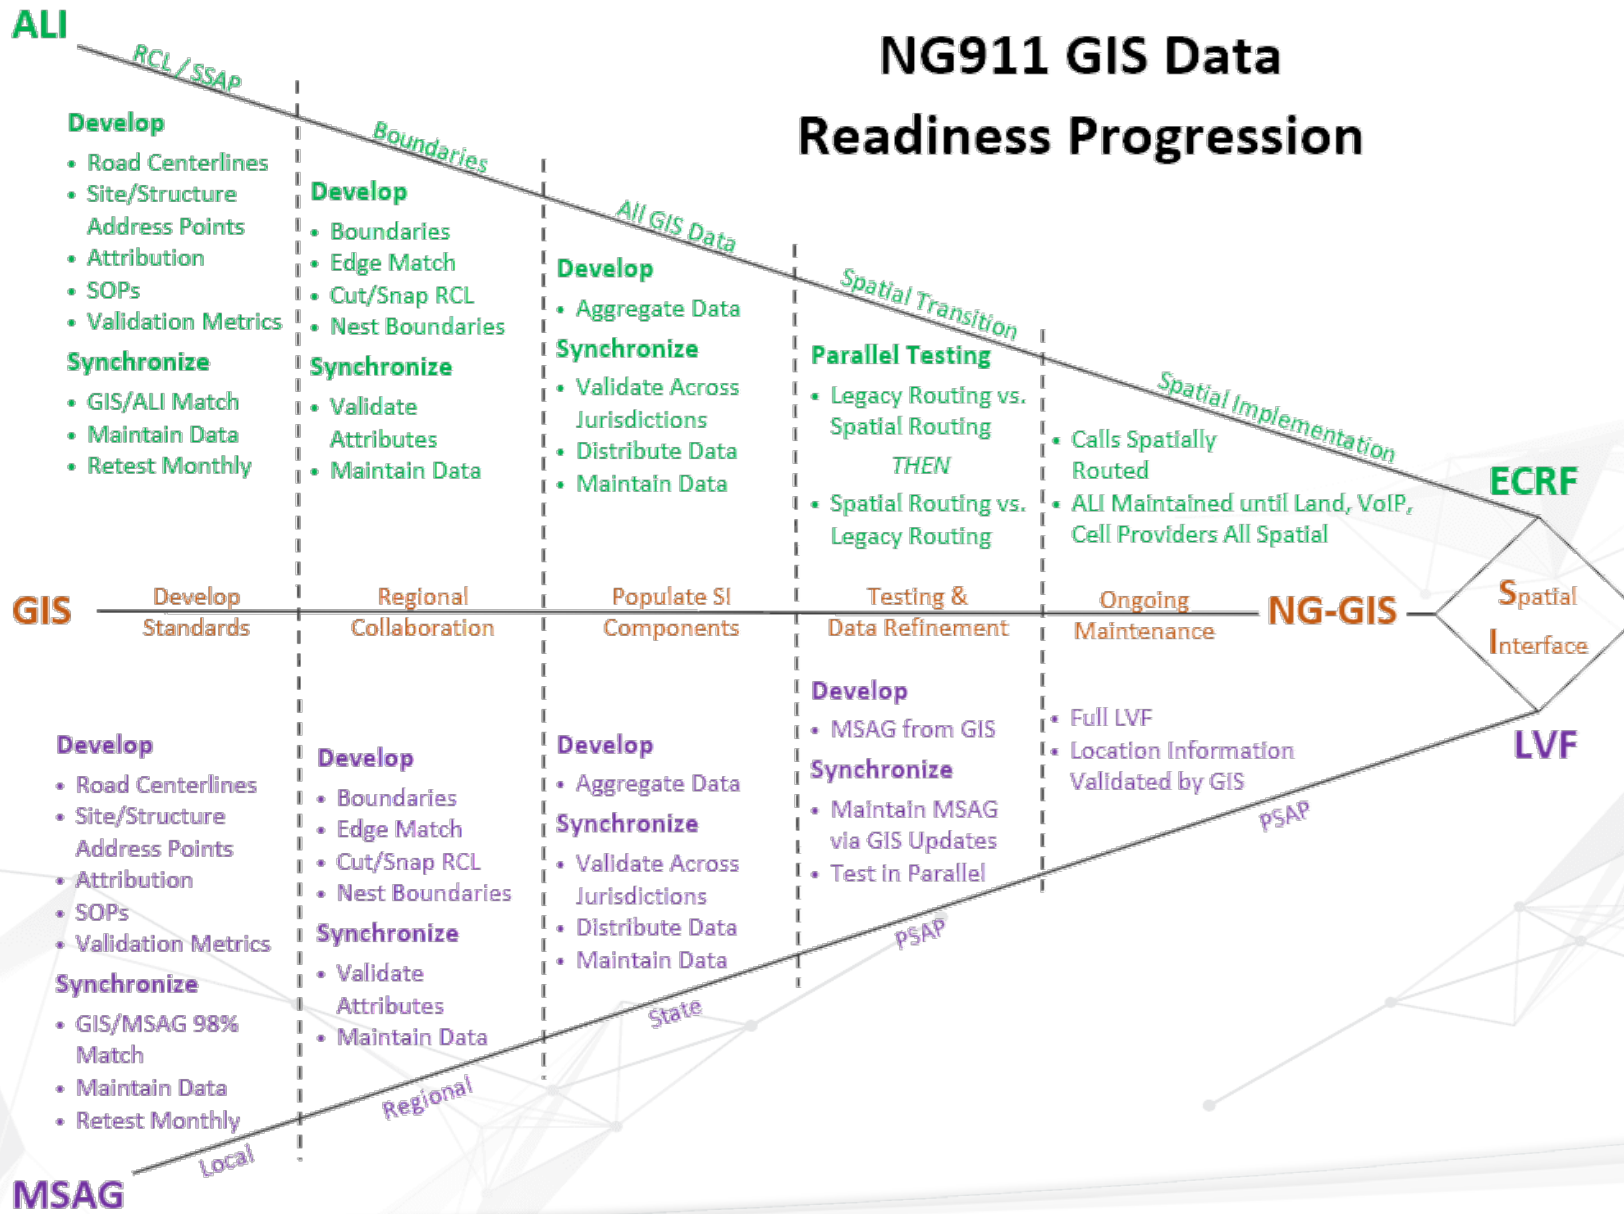 ALI
NG911 GIS Data
Readiness Progression
RCL / SSAP
Develop
• Road Centerlines
• Site/Structure
Address Points
• Attribution
• SOPs
• Validation Metrics
Synchronize
• GIS/ALI Match
• Maintain Data
• Retest Monthly
Boundaries
Develop
• Boundaries
• Edge Match
• Cut/Snap RCL
• Nest Boundaries
Synchronize
• Validate
Attributes
• Maintain Data
All GIS Data
Develop
• Aggregate Data
Synchronize
• Validate Across
Jurisdictions
• Distribute Data
• Maintain Data
Spatial Transition
Parallel Testing
• Legacy Routing vs.
Spatial Routing
THEN
• Spatial Routing vs.
Legacy Routing
Spatial Implementation
• Calls Spatially
Routed
• ALI Maintained until Land, VoIP,
Cell Providers All Spatial
ECRF
GIS
Develop
Standards
Regional
Collaboration
Populate SI
Components
Testing &
Data Refinement
Ongoing
Maintenance
NG-GIS
Spatial
Interface
Develop
• Road Centerlines
• Site/Structure
Address Points
• Attribution
• SOPs
• Validation Metrics
Synchronize
• GIS/MSAG 98%
Match
• Maintain Data
• Retest Monthly
Local
Develop
• Boundaries
• Edge Match
• Cut/Snap RCL
• Nest Boundaries
Synchronize
• Validate
Attributes
• Maintain Data
Regional
Develop
• Aggregate Data
Synchronize
• Validate Across
Jurisdictions
• Distribute Data
• Maintain Data
State
Develop
• MSAG from GIS
Synchronize
• Maintain MSAG
via GIS Updates
• Test in Parallel
PSAP
• Full LVF
• Location Information
Validated by GIS
PSAP
LVF
MSAG